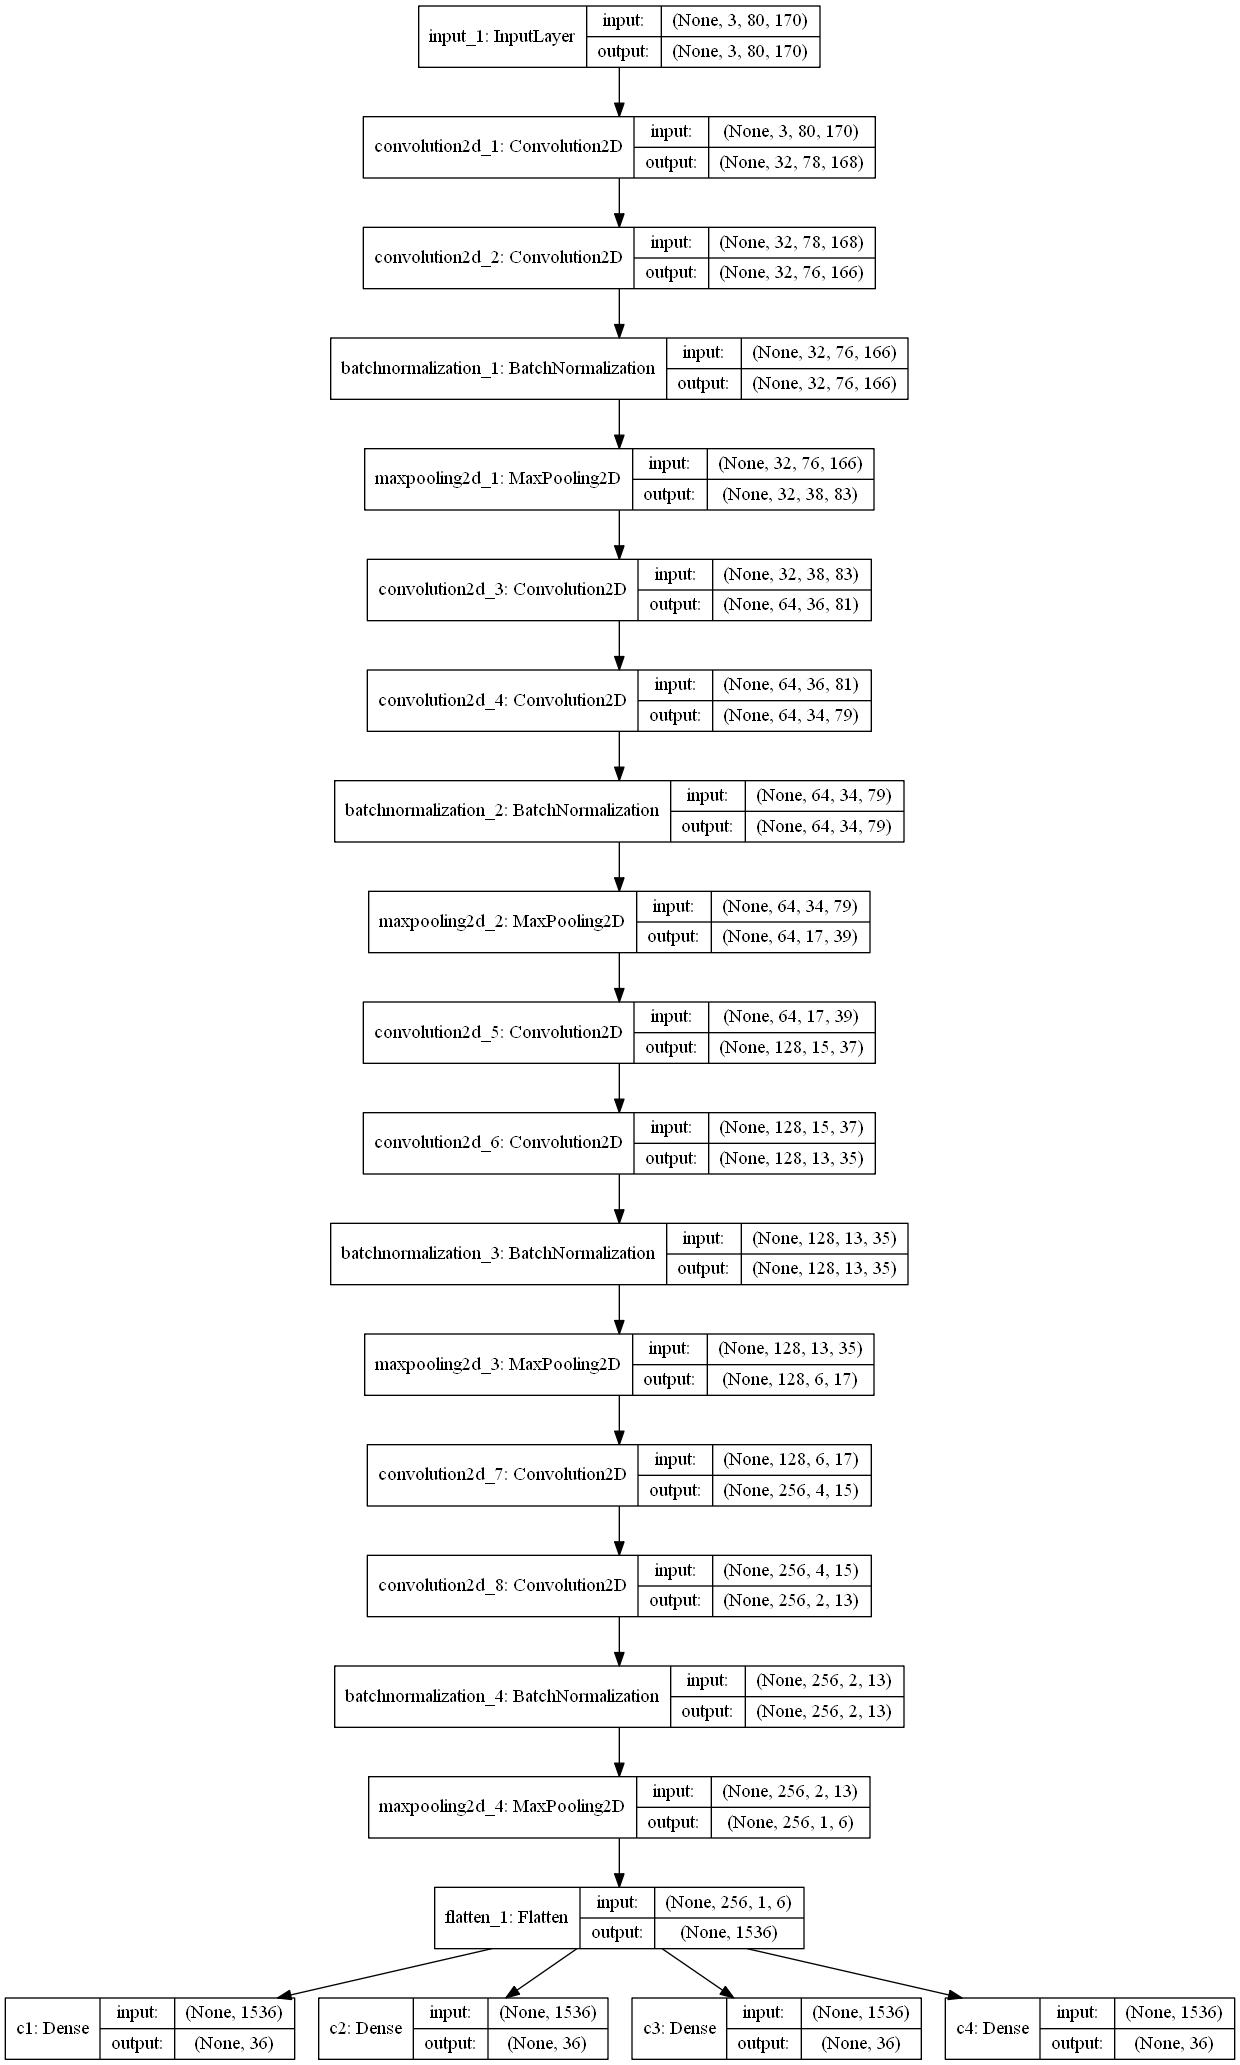 input_1: InputLayer input: (None, 3, 80, 170)
output: (None, 3, 80, 170)
convolution2d_1: Convolution2D input: (None, 3, 80, 170)
output: (None, 32, 78, 168)
convolution2d_2: Convolution2D input: (None, 32, 78, 168)
output: (None, 32, 76, 166)
batchnormalization_1: BatchNormalization input: (None, 32, 76, 166)
output: (None, 32, 76, 166)
maxpooling2d_1: MaxPooling2D input: (None, 32, 76, 166)
output: (None, 32, 38, 83)
convolution2d_3: Convolution2D input: (None, 32, 38, 83)
output: (None, 64, 36, 81)
convolution2d_4: Convolution2D input: (None, 64, 36, 81)
output: (None, 64, 34, 79)
batchnormalization_2: BatchNormalization input: (None, 64, 34, 79)
output: (None, 64, 34, 79)
maxpooling2d_2: MaxPooling2D input: (None, 64, 34, 79)
output: (None, 64, 17, 39)
convolution2d_5: Convolution2D input: (None, 64, 17, 39)
output: (None, 128, 15, 37)
convolution2d_6: Convolution2D input: (None, 128, 15, 37)
output: (None, 128, 13, 35)
batchnormalization_3: BatchNormalization input: (None, 128, 13, 35)
output: (None, 128, 13, 35)
maxpooling2d_3: MaxPooling2D input: (None, 128, 13, 35)
output: (None, 128, 6, 17)
convolution2d_7: Convolution2D input: (None, 128, 6, 17)
output: (None, 256, 4, 15)
convolution2d_8: Convolution2D input: (None, 256, 4, 15)
output: (None, 256, 2, 13)
batchnormalization_4: BatchNormalization input: (None, 256, 2, 13)
output: (None, 256, 2, 13)
maxpooling2d_4: MaxPooling2D input: (None, 256, 2, 13)
output: (None, 256, 1, 6)
flatten_1: Flatten input: (None, 256, 1, 6)
output: (None, 1536)
c1: Dense input: (None, 1536)
output: (None, 36)
c2: Dense input: (None, 1536)
output: (None, 36)
c3: Dense input: (None, 1536)
output: (None, 36)
c4: Dense input: (None, 1536)
output: (None, 36)